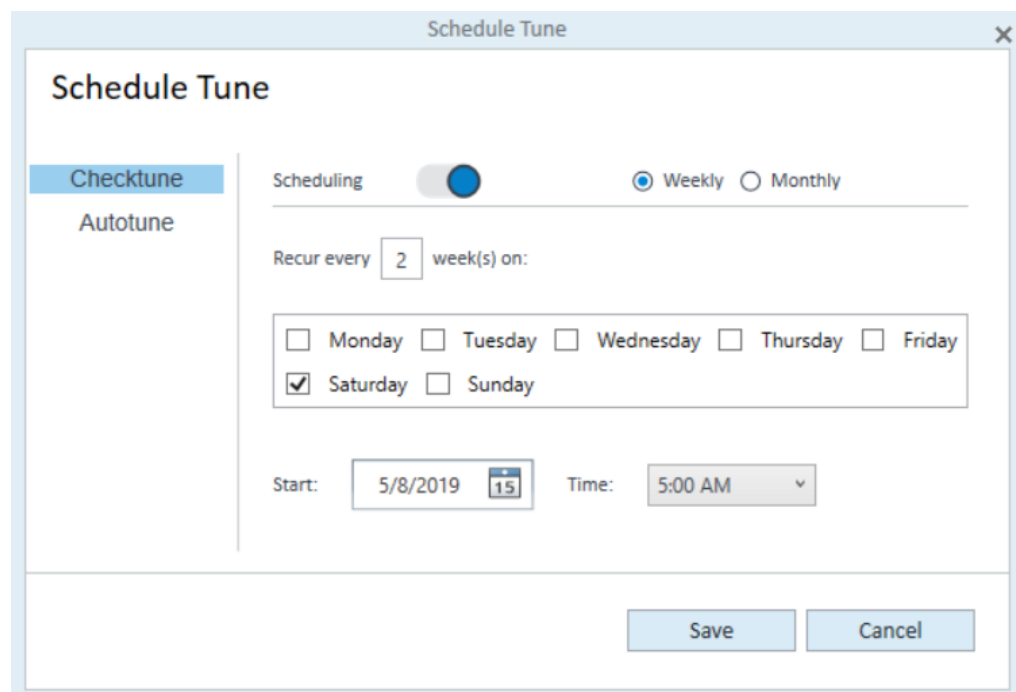 Schedule Tune
Schedule Tune
Checktune
Autotune
Scheduling Weekly Monthly
Recur every 2 week(s) on:
Monday Tuesday Wednesday Thursday Friday
Saturday Sunday
Start: 5/8/2019 15 Time: 5:00 AM
Save Cancel